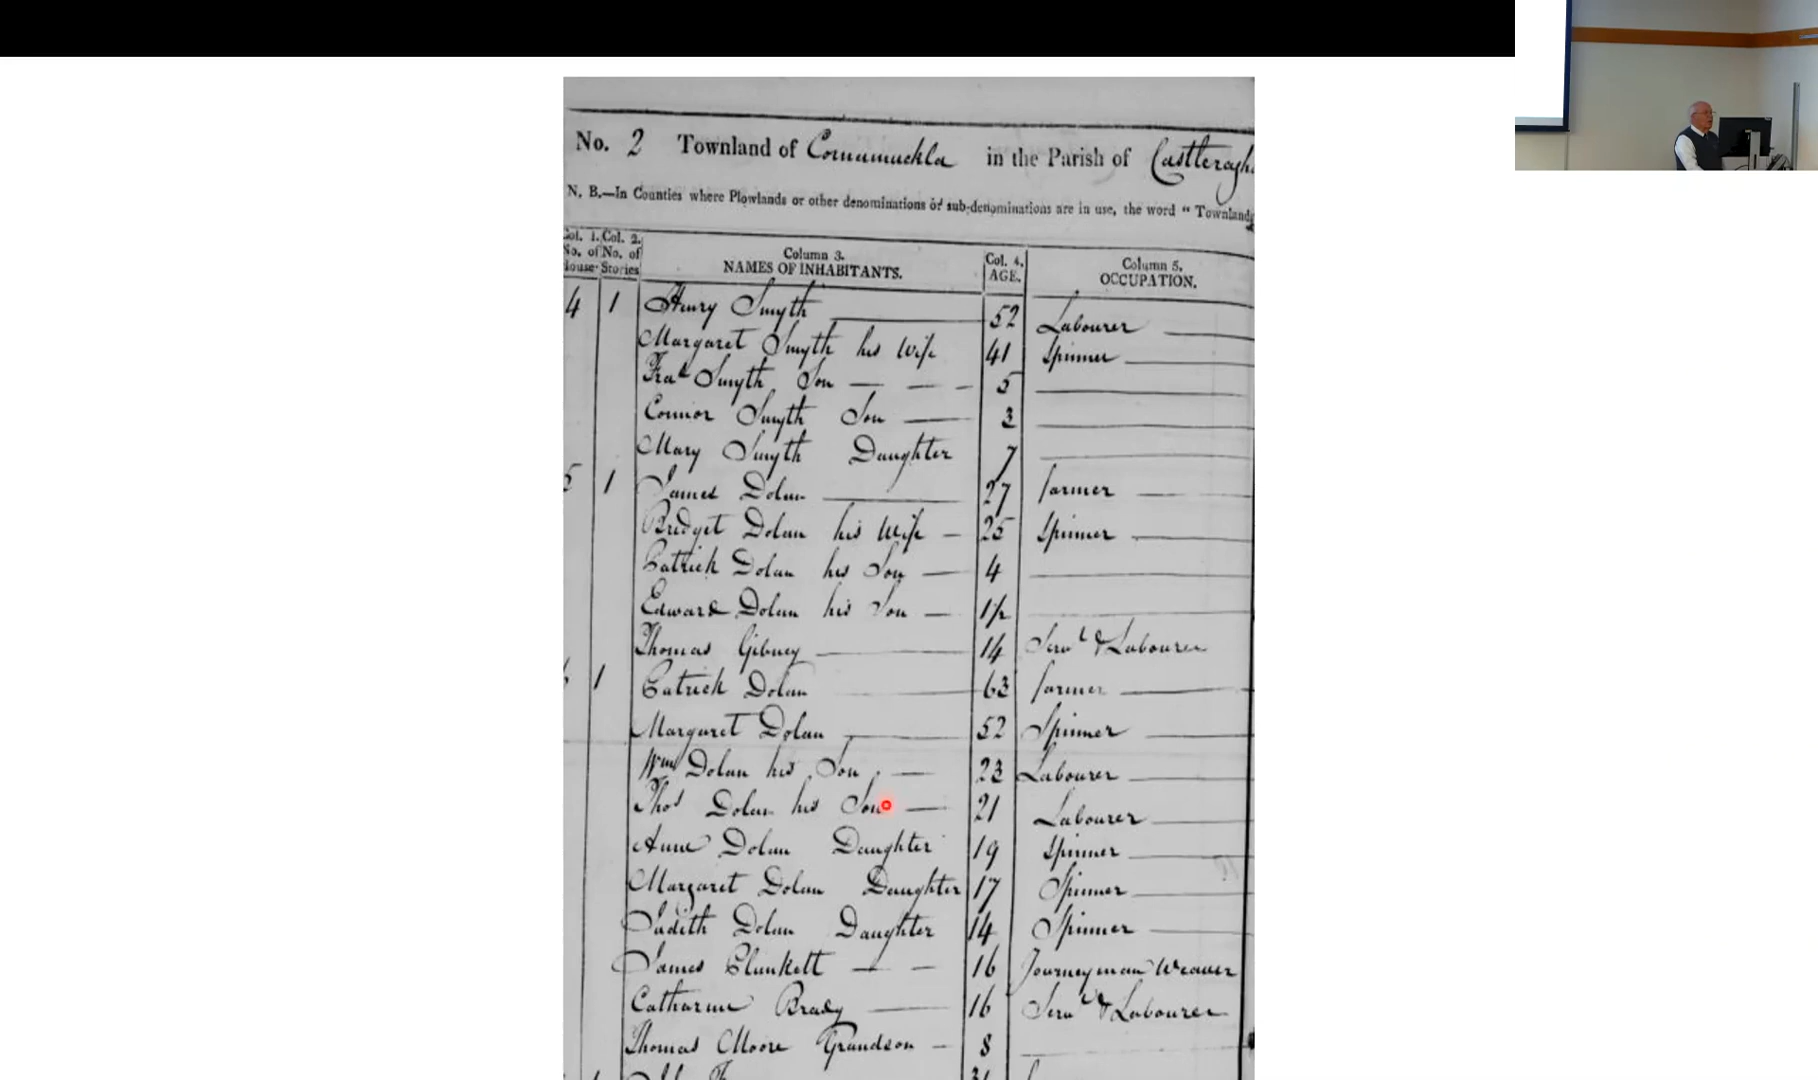 No. 2 Townland of Cornamuckla in the Parish of Castleragh
N. B.—In Counties where Plowlands or other denominations or sub-denominations are in use, the word " Townland
Col. 1. No. of House- Col. 2. No. of Stories Column 3. NAMES OF INHABITANTS. Col. 4. AGE. Column 5. OCCUPATION.
4 1 Henry Smyth 52 Labourer
Margaret Smyth his Wife 41 Spinner
Smyth Son 5
Connor Smyth Son 3
Mary Smyth Daughter 7
5 1 James Dolan 27 farmer
Bridget Dolan his Wife 25 Spinner
Patrick Dolan his Son 4
Edward Dolan his Son
Thomas Gibney 14 Servt & Labourer
1 Patrick Dolan 63 farmer
Margaret Dolan 52 Spinner
Wm Dolan his Son 23 Labourer
Thos Dolan his Son 21 Labourer
Anne Dolan Daughter 19 Spinner
Margaret Dolan Daughter 17 Spinner
Judith Dolan Daughter 14 Spinner
James Plunkett 16 Journeyman Weaver
Catharine Brady 16 Servt & Labourer
Thomas Moore Grandson 8